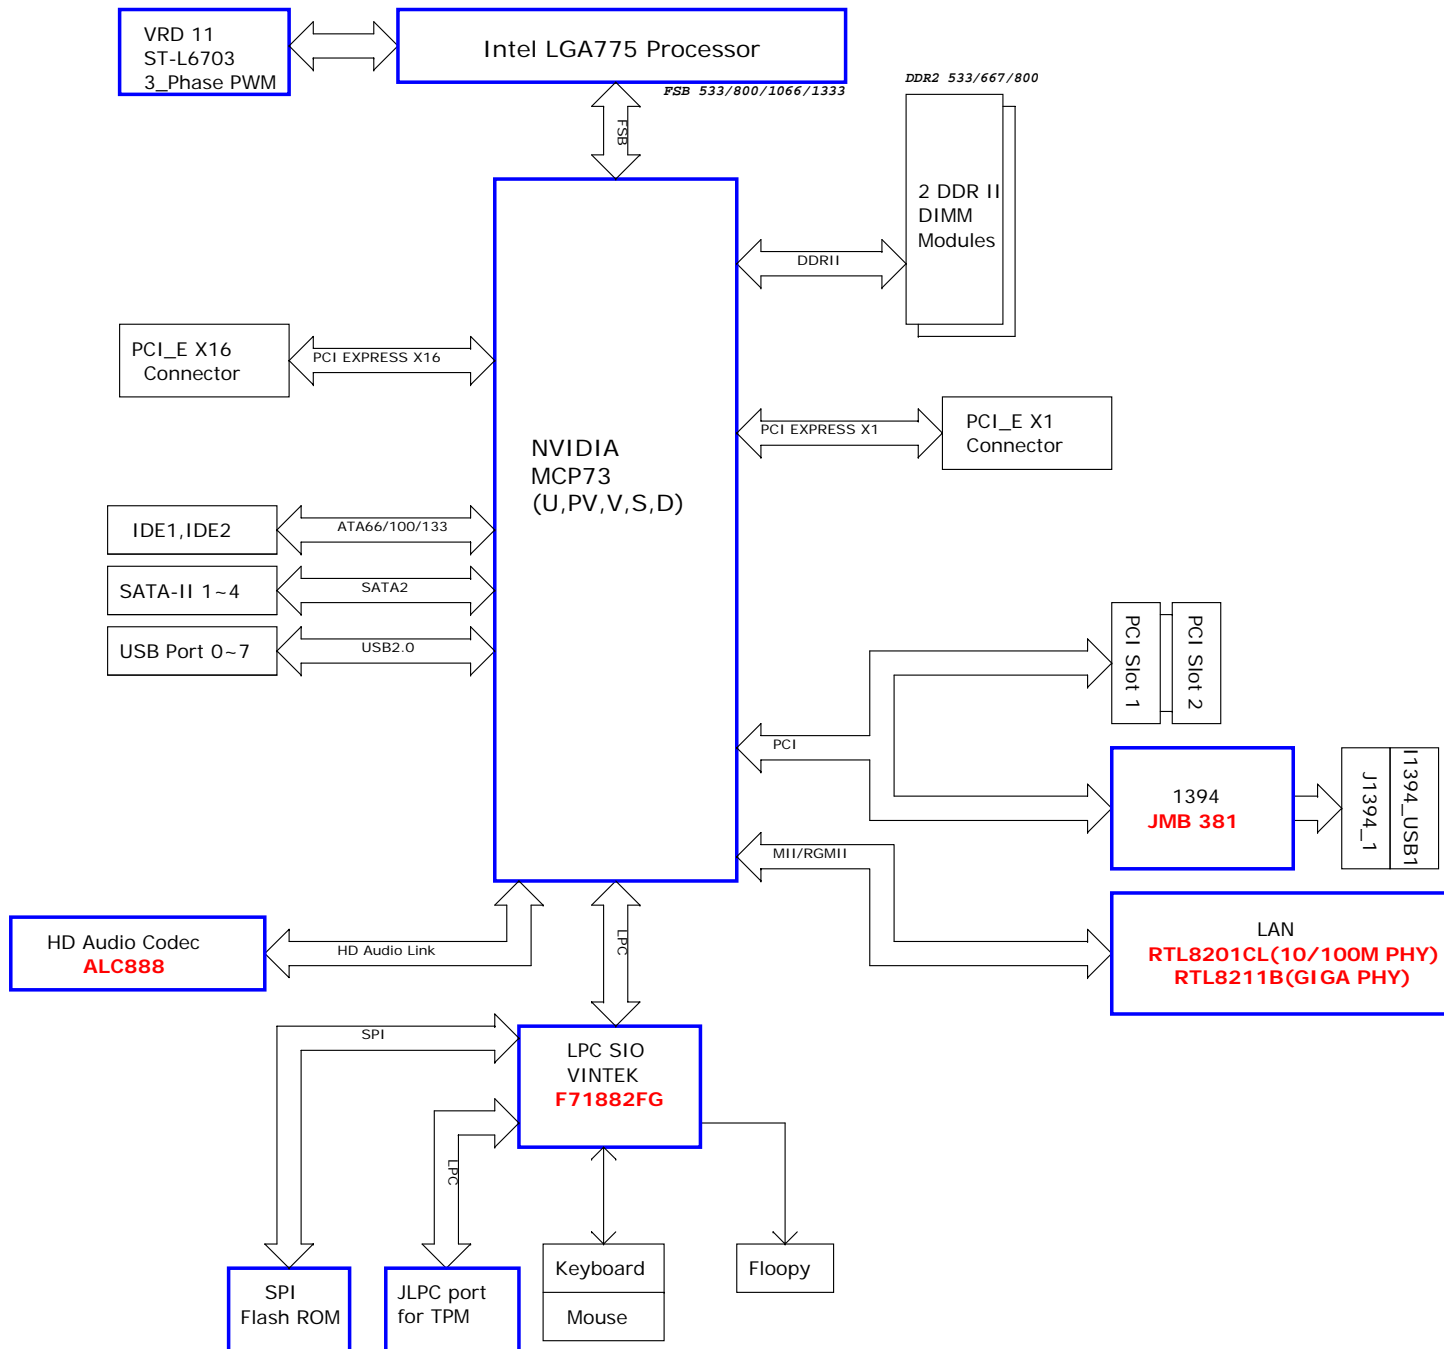 VRD 11
ST-L6703
3_Phase PWM
Intel LGA775 Processor
FSB 533/800/1066/1333
DDR2 533/667/800
FSB
2 DDR II
DIMM
Modules
DDRII
PCI_E X16
Connector
PCI EXPRESS X16
PCI EXPRESS X1
PCI_E X1
Connector
NVIDIA
MCP73
(U,PV,V,S,D)
IDE1,IDE2
ATA66/100/133
SATA-II 1~4
SATA2
USB Port 0~7
USB2.0
PCI Slot 1
PCI Slot 2
PCI
1394
JMB 381
J1394_1
I1394_USB1
MII/RGMII
LAN
RTL8201CL(10/100M PHY)
RTL8211B(GIGA PHY)
HD Audio Codec
ALC888
HD Audio Link
LPC
SPI
LPC SIO
VINTEK
F71882FG
LPC
SPI
Flash ROM
JLPC port
for TPM
Keyboard
Mouse
Floopy